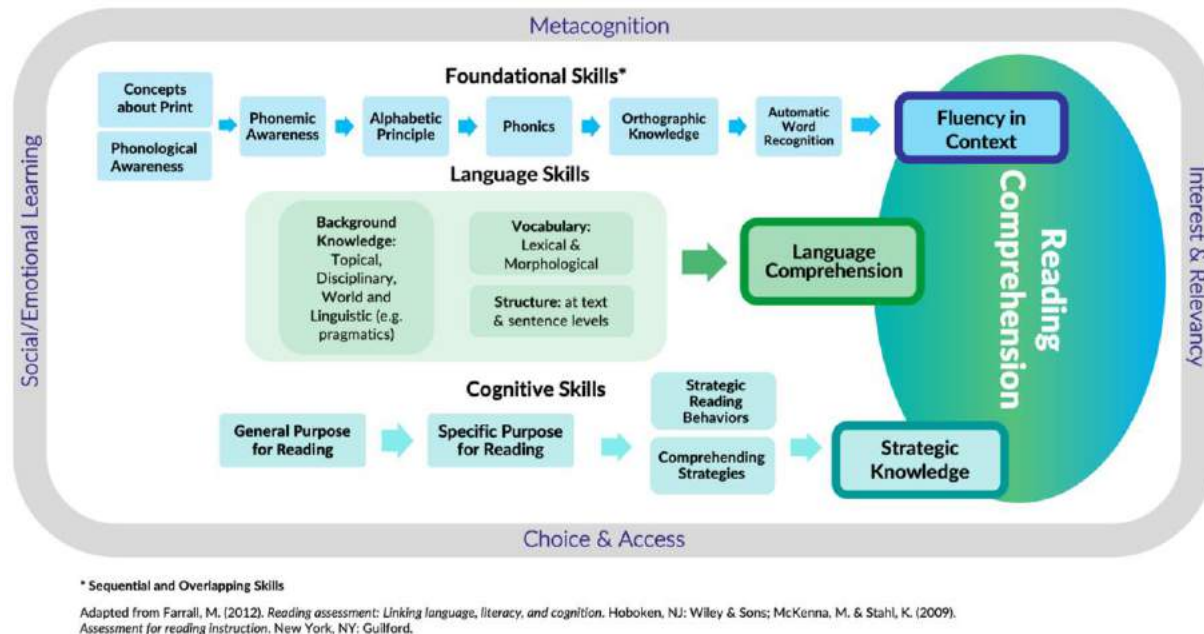 Metacognition
Social/Emotional Learning
Foundational Skills*
Concepts
about Print
Phonological
Awareness
Phonemic
Awareness
Alphabetic
Principle
Phonics
Orthographic
Knowledge
Automatic
Word
Recognition
Fluency in
Context
Language Skills
Background
Knowledge:
Topical,
Disciplinary,
World and
Linguistic (e.g.
pragmatics)
Vocabulary:
Lexical &
Morphological
Structure: at text
& sentence levels
Language
Comprehension
Cognitive Skills
General Purpose
for Reading
Specific Purpose
for Reading
Strategic
Reading
Behaviors
Comprehending
Strategies
Strategic
Knowledge
Reading
Comprehension
Interest & Relevancy
Choice & Access
* Sequential and Overlapping Skills
Adapted from Farrall, M. (2012). Reading assessment: Linking language, literacy, and cognition. Hoboken, NJ: Wiley & Sons; McKenna, M. & Stahl, K. (2009).
Assessment for reading instruction. New York, NY: Guilford.